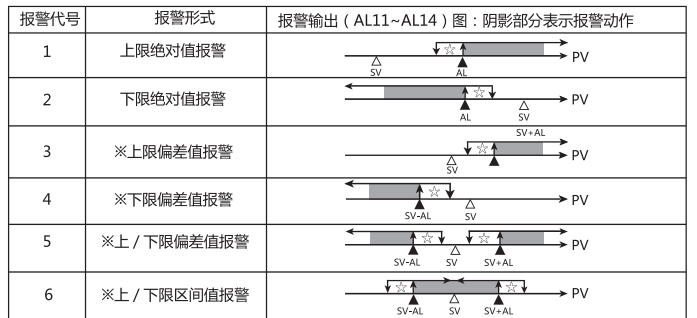 报警代号 报警形式 报警输出（AL11~AL14）图：阴影部分表示报警动作
1 上限绝对值报警
☆ PV
SV AL
2 下限绝对值报警
☆ PV
AL SV
3 ※上限偏差值报警
SV+AL
☆ PV
SV
4 ※下限偏差值报警
☆ PV
SV-AL SV
5 ※上/下限偏差值报警
☆ ☆ PV
SV-AL SV SV+AL
6 ※上/下限区间值报警
☆ ☆ PV
SV-AL SV SV+AL